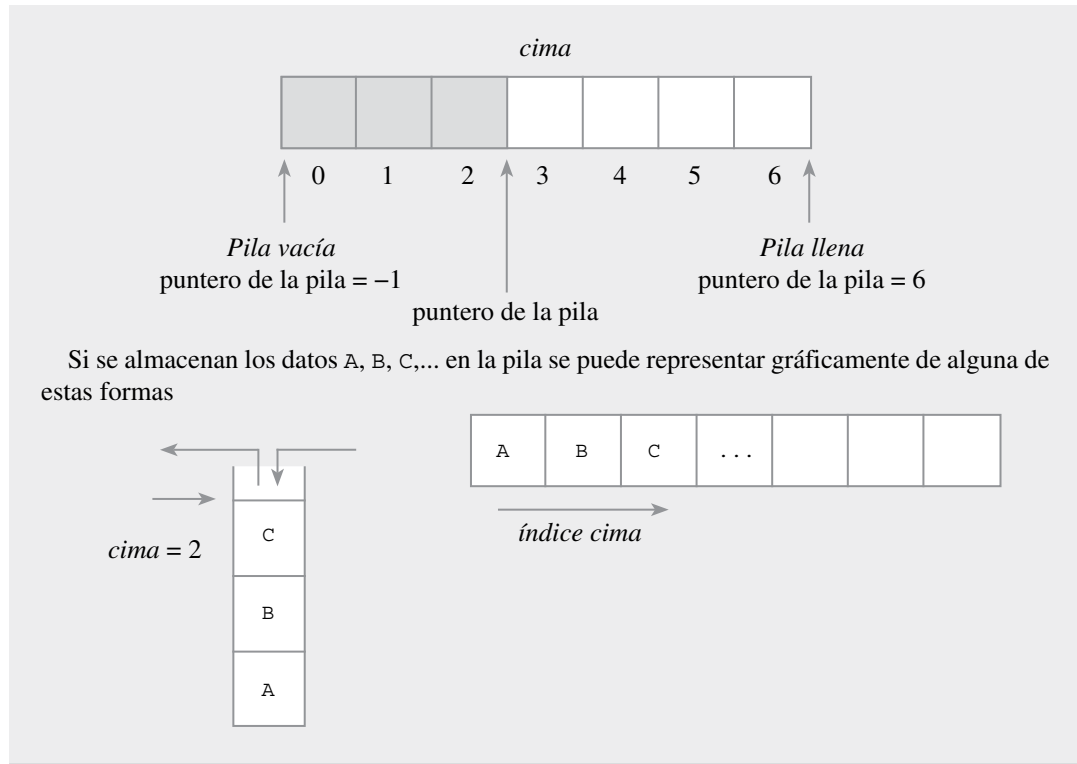 cima
0 1 2 3 4 5 6
Pila vacía
puntero de la pila = −1
Pila llena
puntero de la pila = 6
puntero de la pila
Si se almacenan los datos A, B, C,... en la pila se puede representar gráficamente de alguna de
estas formas
A B C ...
índice cima
cima = 2
C
B
A